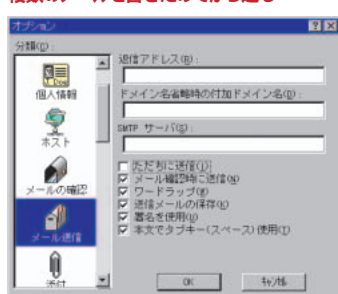 オプション
分類(C):
個人情報
ホスト
メールの確認
メール送信
添付
返信アドレス(R):
ドメイン名省略時の付加ドメイン名(D):
SMTP サーバ(S):
ただちに送信(I)
メール確認時に送信(N)
ワードラップ(W)
送信メールの保存(K)
署名を使用(U)
本文でタブキー(スペース)使用(T)
OK
キャンセル